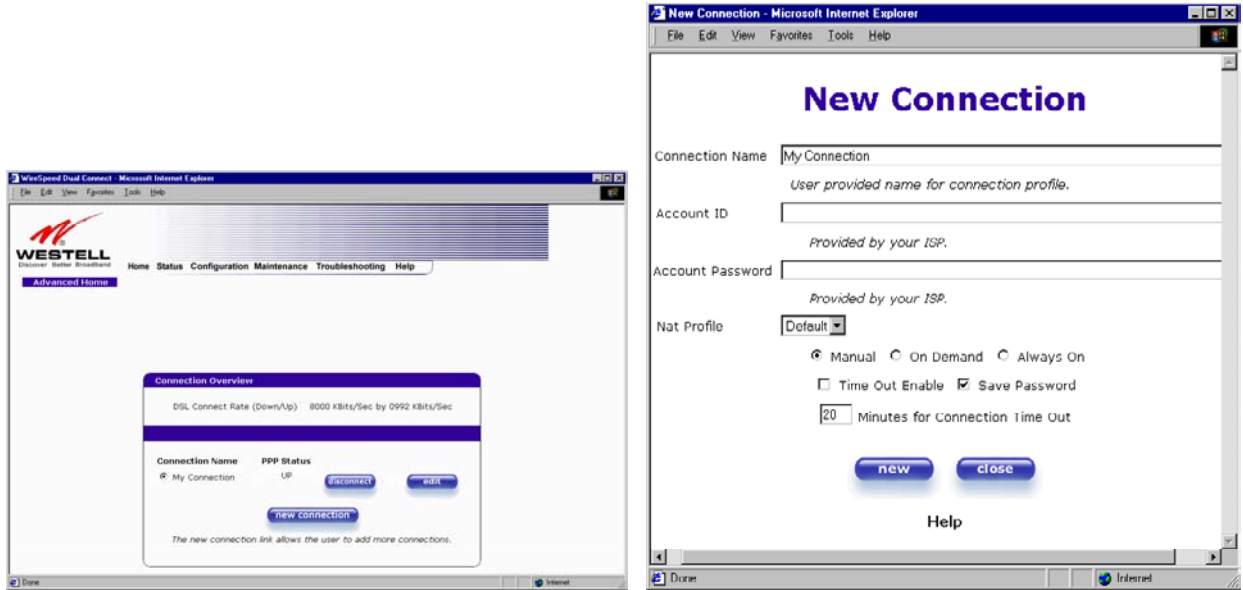 WireSpeed Dual Connect - Microsoft Internet Explorer
File Edit View Favorites Tools Help
WESTELL
Discover Better Broadband
Home Status Configuration Maintenance Troubleshooting Help
Advanced Home
Connection Overview
DSL Connect Rate (Down/Up) 8000 KBits/Sec by 0992 KBits/Sec
Connection Name PPP Status
My Connection UP disconnect edit
new connection
The new connection link allows the user to add more connections.
Done Internet
New Connection - Microsoft Internet Explorer
File Edit View Favorites Tools Help
New Connection
Connection Name My Connection
User provided name for connection profile.
Account ID
Provided by your ISP.
Account Password
Provided by your ISP.
Nat Profile Default
Manual On Demand Always On
Time Out Enable Save Password
20 Minutes for Connection Time Out
new close
Help
Done Internet